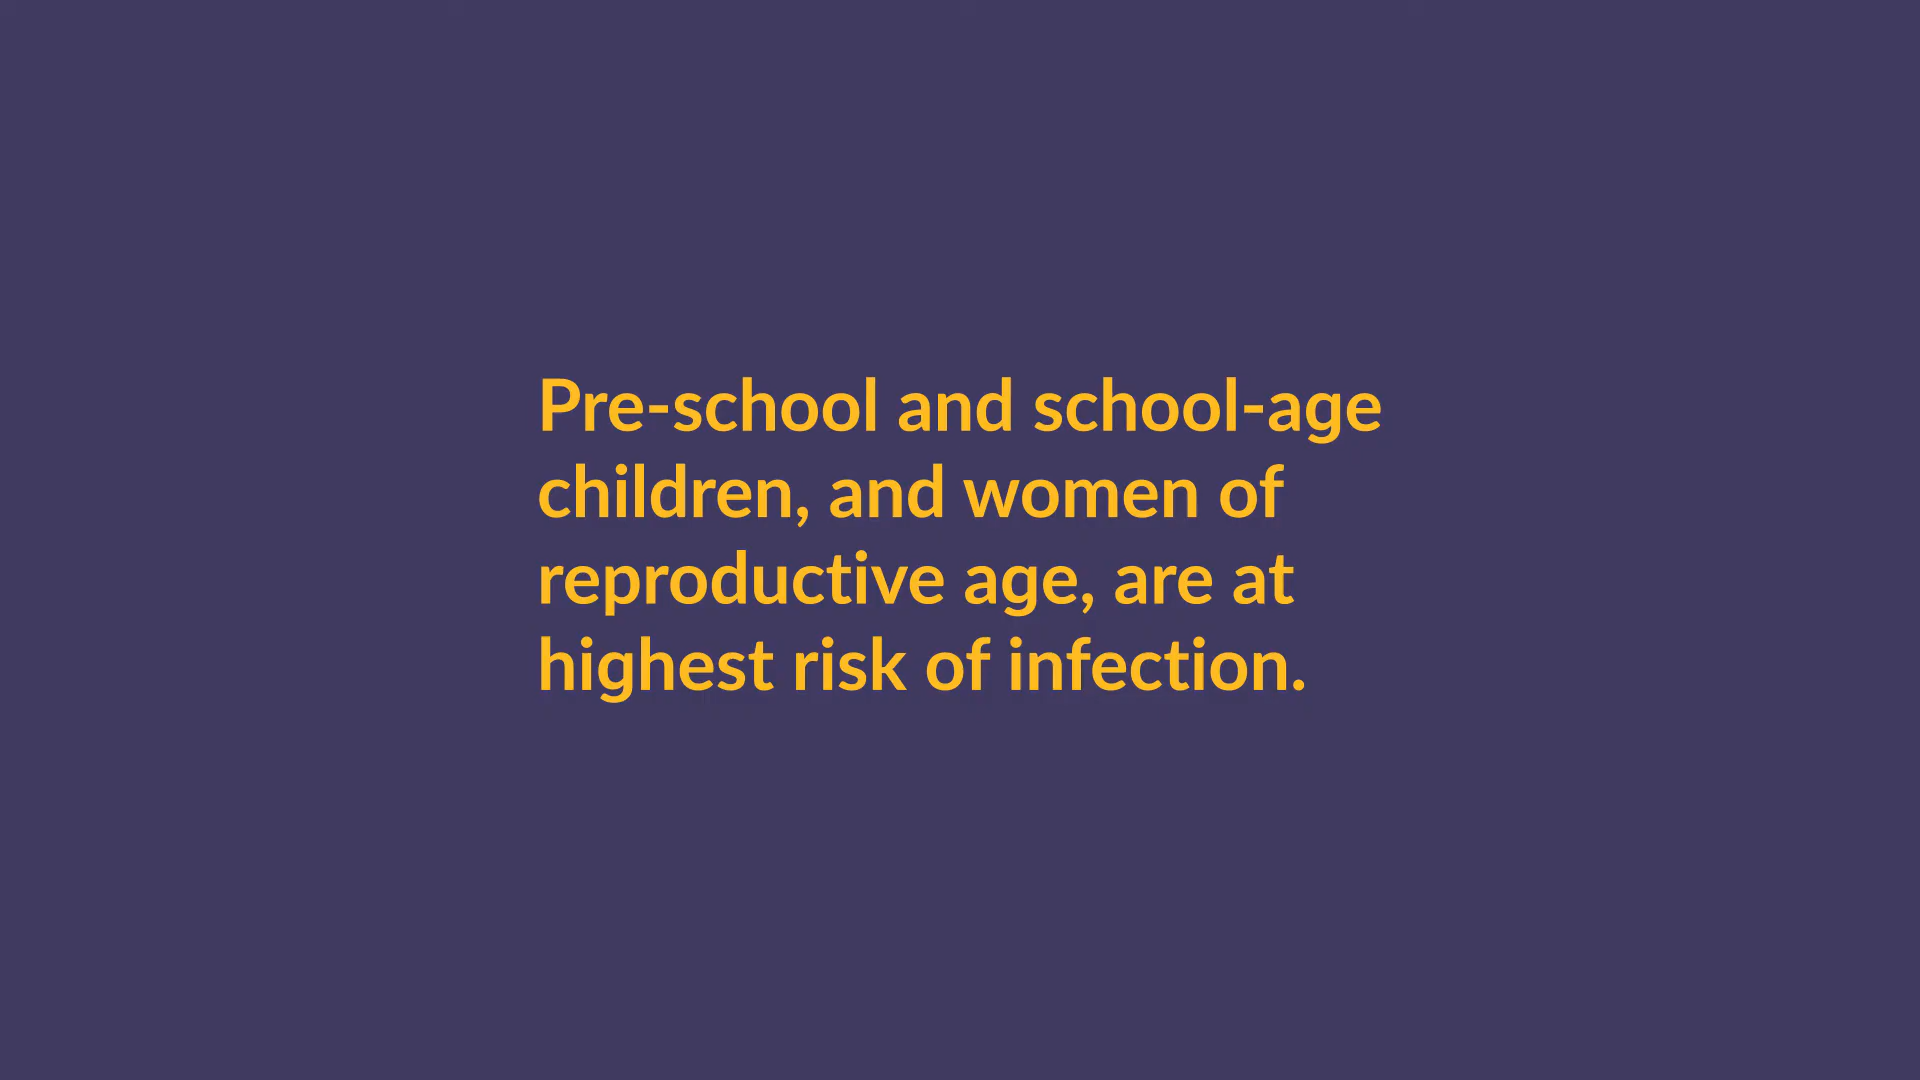 Pre-school and school-age
children, and women of
reproductive age, are at
highest risk of infection.